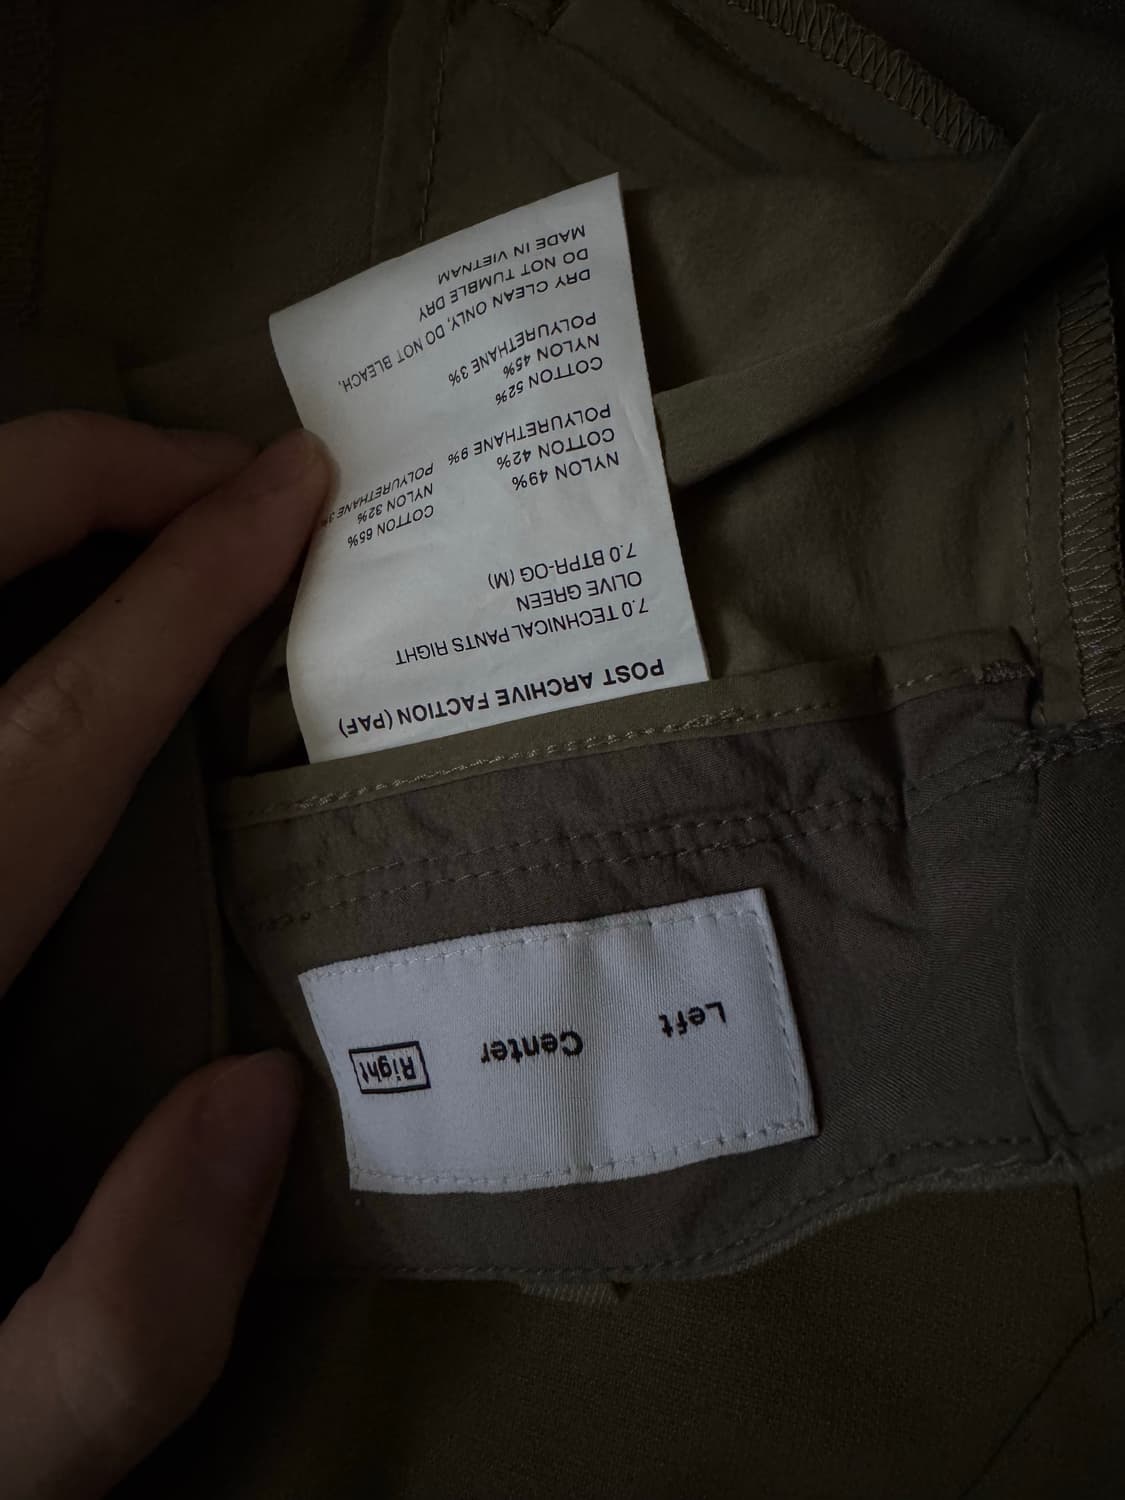 POST ARCHIVE FACTION (PAF)
7.0 TECHNICAL PANTS RIGHT
OLIVE GREEN
7.0 BTPR-OG (M)
NYLON 49%
COTTON 42%
POLYURETHANE 9%
COTTON 65%
NYLON 32%
POLYURETHANE 3%
COTTON 52%
NYLON 45%
POLYURETHANE 3%
DRY CLEAN ONLY, DO NOT BLEACH,
DO NOT TUMBLE DRY
MADE IN VIETNAM
Left Center Right